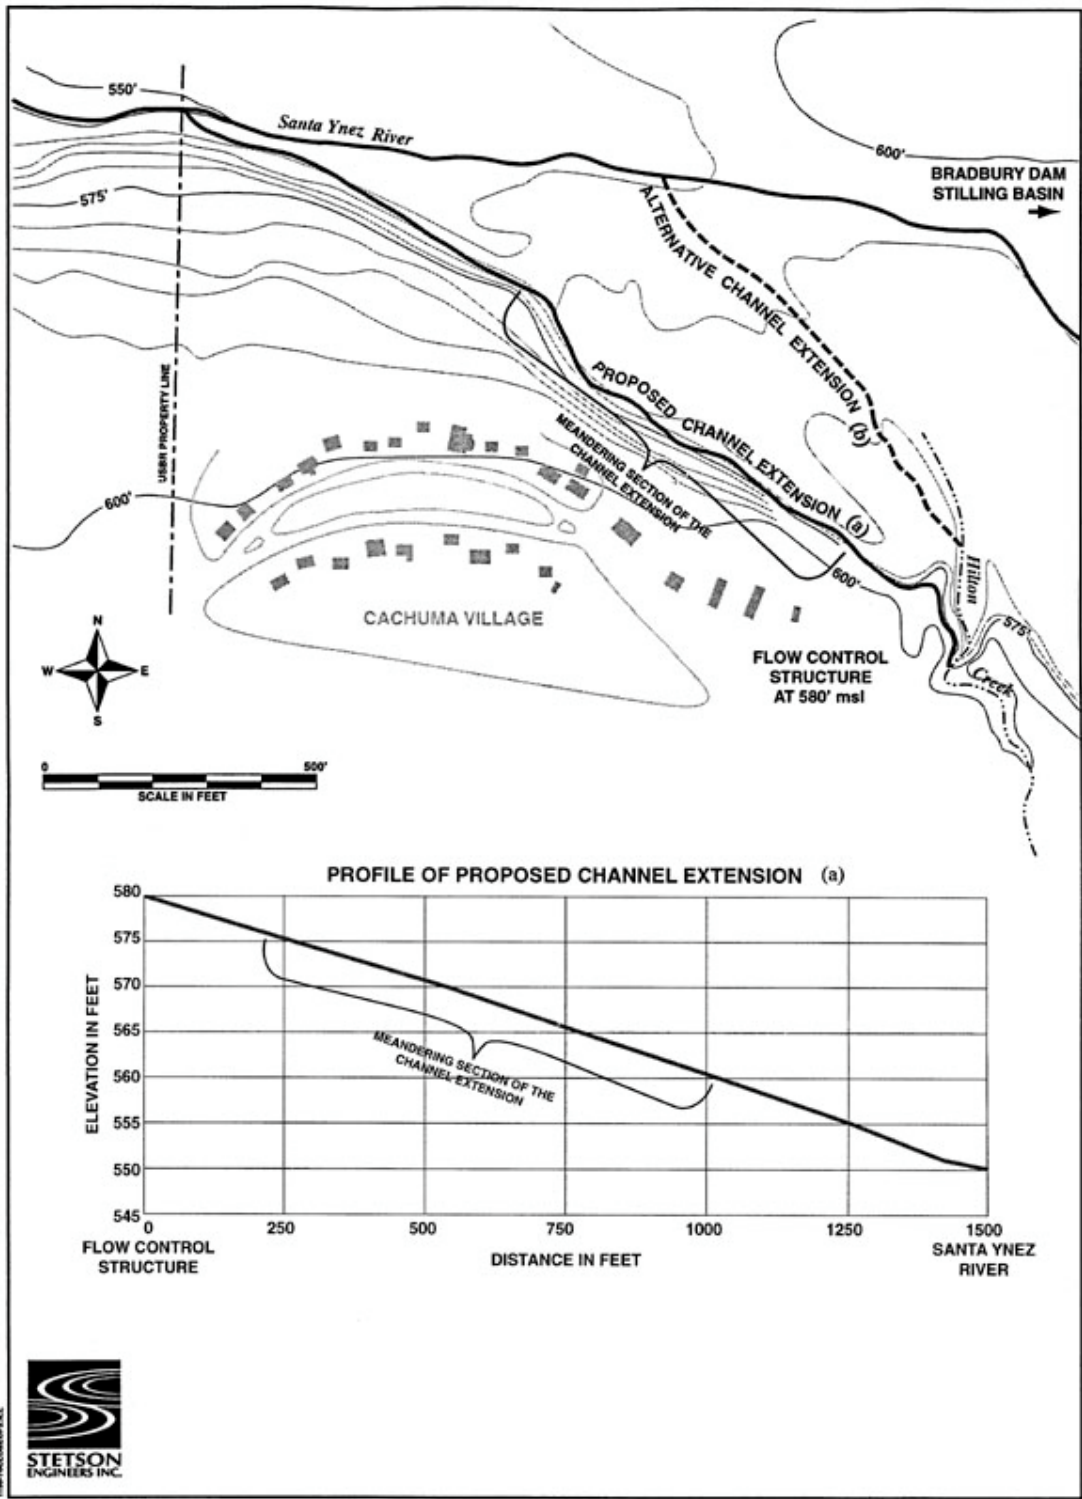 550'
Santa Ynez River
600'
BRADBURY DAM
STILLING BASIN
575'
ALTERNATIVE CHANNEL EXTENSION (b)
USBR PROPERTY LINE
PROPOSED CHANNEL EXTENSION (a)
MEANDERING SECTION OF THE
CHANNEL EXTENSION
600'
600'
Hilton
Creek
575'
CACHUMA VILLAGE
FLOW CONTROL
STRUCTURE
AT 580' msl
N
W E
S
0 500'
SCALE IN FEET
PROFILE OF PROPOSED CHANNEL EXTENSION (a)
ELEVATION IN FEET
580
575
570
565
560
555
550
545
MEANDERING SECTION OF THE
CHANNEL EXTENSION
0 250 500 750 1000 1250 1500
FLOW CONTROL
STRUCTURE
DISTANCE IN FEET
SANTA YNEZ
RIVER
STETSON
ENGINEERS INC.